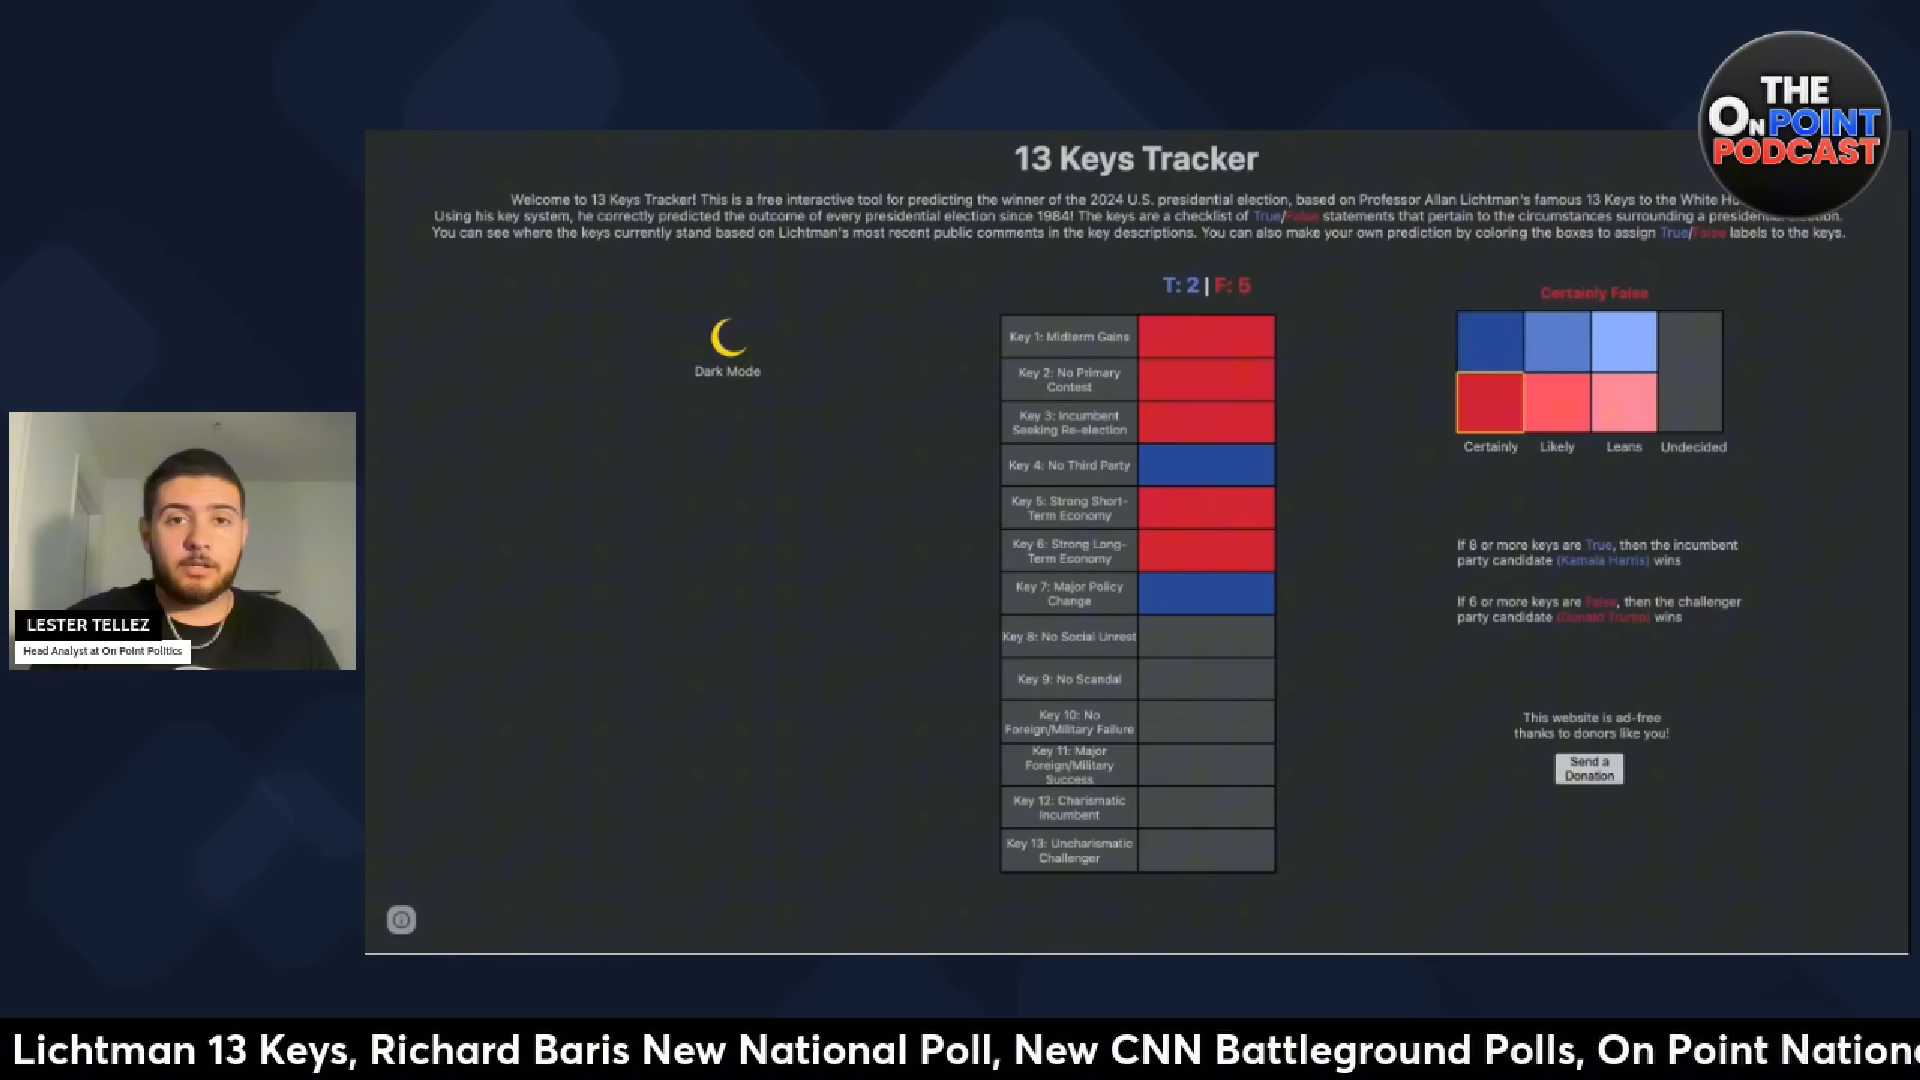 THE
ON POINT
PODCAST
13 Keys Tracker
Welcome to 13 Keys Tracker! This is a free interactive tool for predicting the winner of the 2024 U.S. presidential election, based on Professor Allan Lichtman's famous 13 Keys to the White
Using his key system, he correctly predicted the outcome of every presidential election since 1984! The keys are a checklist of True/False statements that pertain to the circumstances surrounding a presidential election.
You can see where the keys currently stand based on Lichtman's most recent public comments in the key descriptions. You can also make your own prediction by coloring the boxes to assign True/False labels to the keys.
T: 2 | F: 5
Dark Mode
Key 1: Midterm Gains
Key 2: No Primary
Contest
Key 3: Incumbent
Seeking Re-election
Key 4: No Third Party
Key 5: Strong Short-
Term Economy
Key 6: Strong Long-
Term Economy
Key 7: Major Policy
Change
Key 8: No Social Unrest
Key 9: No Scandal
Key 10: No
Foreign/Military Failure
Key 11: Major
Foreign/Military
Success
Key 12: Charismatic
Incumbent
Key 13: Uncharismatic
Challenger
Certainly False
Certainly Likely Leans Undecided
If 8 or more keys are True, then the incumbent
party candidate (Kamala Harris) wins
If 6 or more keys are False, then the challenger
party candidate (Donald Trump) wins
This website is ad-free
thanks to donors like you!
Send a
Donation
LESTER TELLEZ
Head Analyst at On Point Politics
Lichtman 13 Keys, Richard Baris New National Poll, New CNN Battleground Polls, On Point Nationa